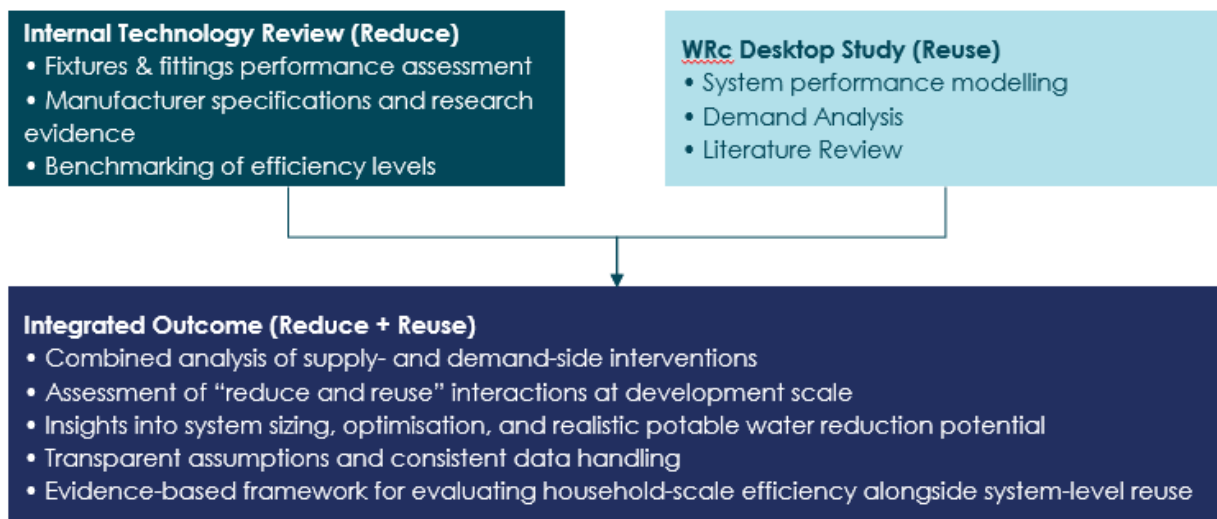 Internal Technology Review (Reduce)
• Fixtures & fittings performance assessment
• Manufacturer specifications and research
evidence
• Benchmarking of efficiency levels
WRc Desktop Study (Reuse)
• System performance modelling
• Demand Analysis
• Literature Review
Integrated Outcome (Reduce + Reuse)
• Combined analysis of supply- and demand-side interventions
• Assessment of “reduce and reuse” interactions at development scale
• Insights into system sizing, optimisation, and realistic potable water reduction potential
• Transparent assumptions and consistent data handling
• Evidence-based framework for evaluating household-scale efficiency alongside system-level reuse